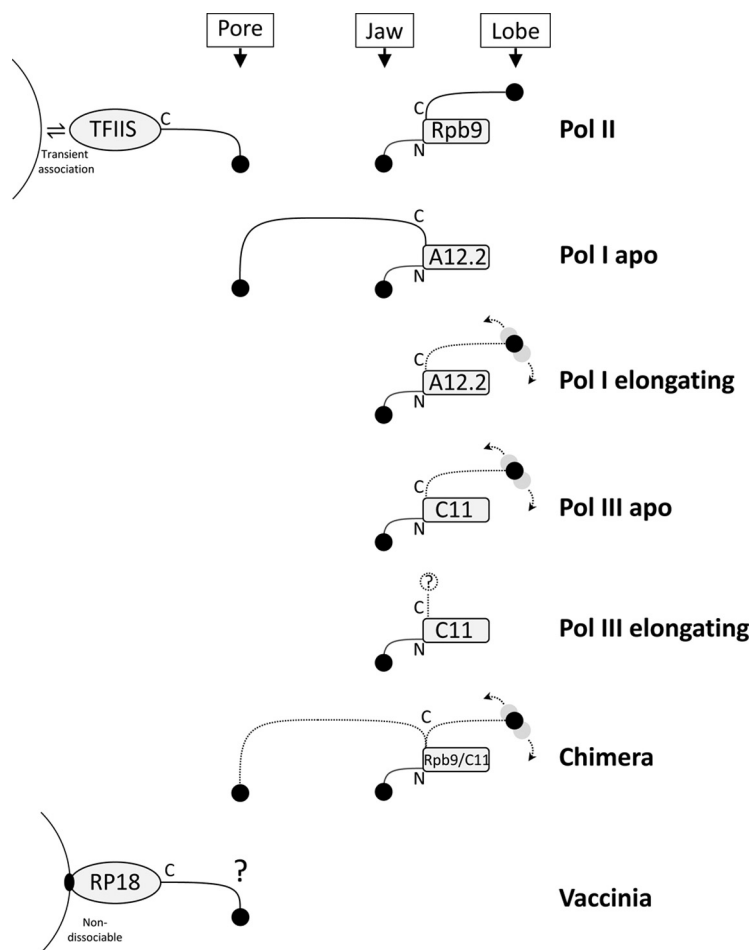 Pore Jaw Lobe
TFIIS C
Transient
association
C
Rpb9
N
Pol II
C
A12.2
N
Pol I apo
C
A12.2
N
Pol I elongating
C
C11
N
Pol III apo
?
C
C11
N
Pol III elongating
C
Rpb9/C11
N
Chimera
RP18 C ?
Non-
dissociable
Vaccinia